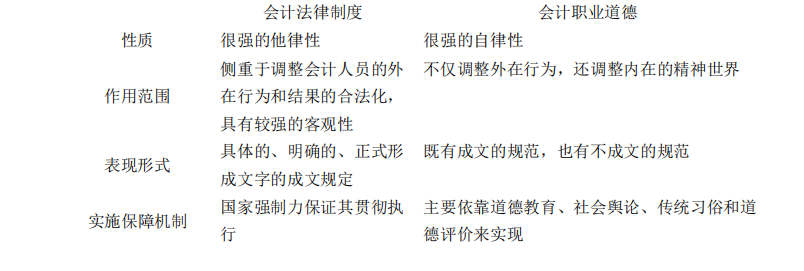 会计法律制度 会计职业道德
性质 很强的他律性 很强的自律性
侧重于调整会计人员的外 不仅调整外在行为，还调整内在的精神世界
作用范围 在行为和结果的合法化，
具有较强的客观性
具体的、明确的、正式形 既有成文的规范，也有不成文的规范
表现形式
成文字的成文规定
国家强制力保证其贯彻执 主要依靠道德教育、社会舆论、传统习俗和道
实施保障机制
行 德评价来实现